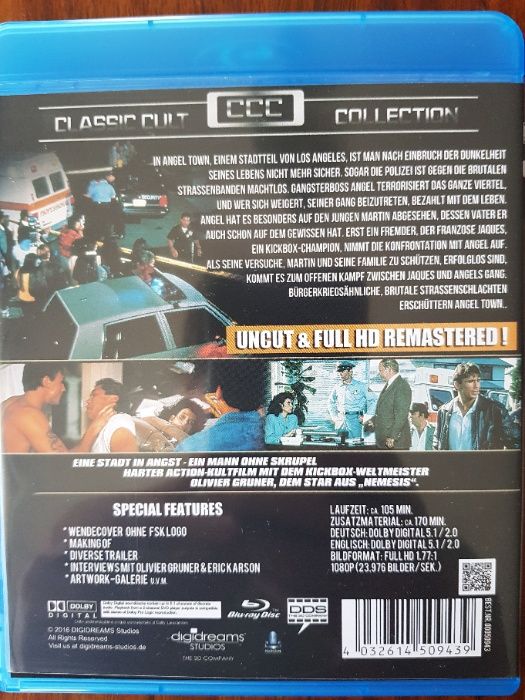 CLASSIC CULT CCC COLLECTION
IN ANGEL TOWN, EINEM STADTTEIL VON LOS ANGELES, IST MAN NACH EINBRUCH DER DUNKELHEIT
SEINES LEBENS NICHT MEHR SICHER. SOGAR DIE POLIZEI IST GEGEN DIE BRUTALEN
STRASSENBANDEN MACHTLOS. GANGSTERBOSS ANGEL TERRORISIERT DAS GANZE VIERTEL,
UND WER SICH WEIGERT, SEINER GANG BEIZUTRETEN, BEZAHLT MIT DEM LEBEN.
ANGEL HAT ES BESONDERS AUF DEN JUNGEN MARTIN ABGESEHEN, DESSEN VATER ER
AUCH SCHON AUF DEM GEWISSEN HAT. ERST EIN FREMDER, DER FRANZOSE JAQUES,
EIN KICKBOX-CHAMPION, NIMMT DIE KONFRONTATION MIT ANGEL AUF.
ALS SEINE VERSUCHE, MARTIN UND SEINE FAMILIE ZU SCHÜTZEN, ERFOLGLOS SIND,
KOMMT ES ZUM OFFENEN KAMPF ZWISCHEN JAQUES UND ANGELS GANG.
BÜRGERKRIEGSÄHNLICHE, BRUTALE STRASSENSCHLACHTEN
ERSCHÜTTERN ANGEL TOWN..
SECURITY
UNCUT & FULL HD REMASTERED !
EINE STADT IN ANGST - EIN MANN OHNE SKRUPEL
HARTER ACTION-KULTFILM MIT DEM KICKBOX-WELTMEISTER
OLIVIER GRUNER, DEM STAR AUS „NEMESIS".
SPECIAL FEATURES
* WENDECOVER OHNE FSK LOGO
* MAKING OF
* DIVERSE TRAILER
* INTERVIEWS MIT OLIVIER GRUNER & ERIC KARSON
* ARTWORK-GALERIE U.V.M.
LAUFZEIT: CA. 105 MIN.
ZUSATZMATERIAL: CA. 170 MIN.
DEUTSCH: DOLBY DIGITAL 5.1 / 2.0
ENGLISCH: DOLBY DIGITAL 5.1 / 2.0
BILDFORMAT: FULL HD 1.77:1
1080P (23.976 BILDER/SEK.)
DOLBY
DIGITAL
Blu-ray Disc
DDS
© 2016 DIGIDREAMS Studios
All Rights Reserved
Visit us at digidreams-studios.de
digidreams
STUDIOS
THE 3D COMPANY
4 032614 509439